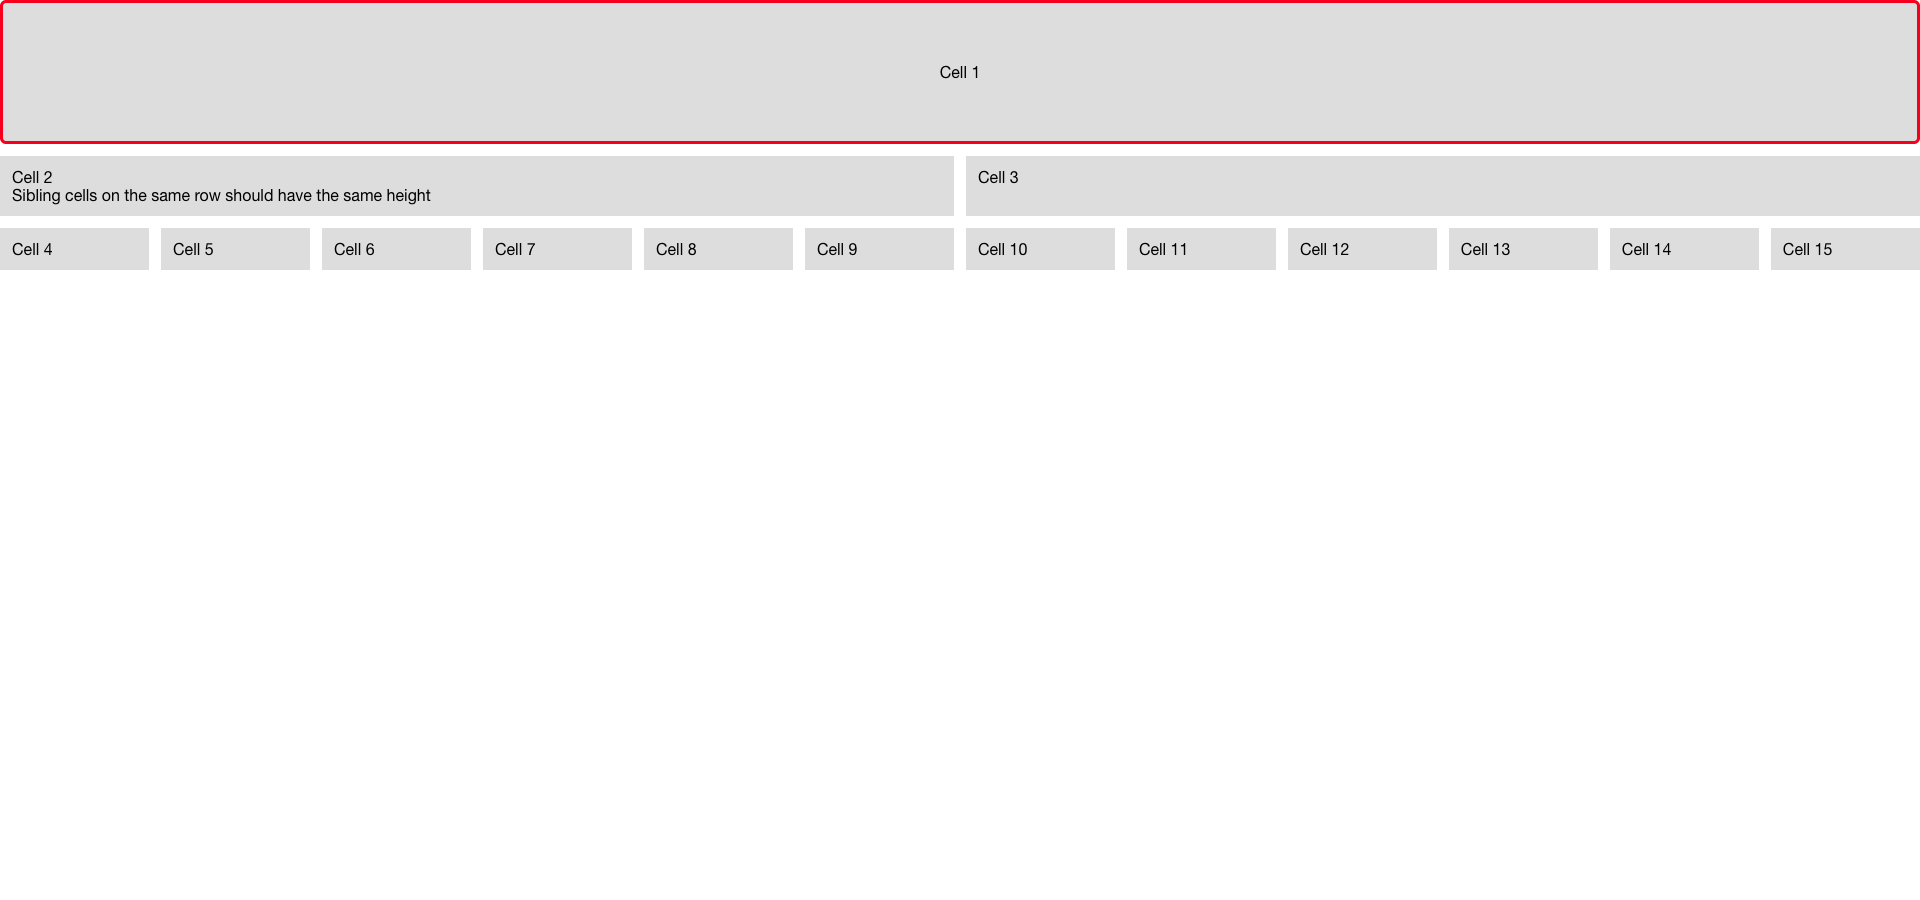 Cell 1
Cell 2
Sibling cells on the same row should have the same height
Cell 3
Cell 4
Cell 5
Cell 6
Cell 7
Cell 8
Cell 9
Cell 10
Cell 11
Cell 12
Cell 13
Cell 14
Cell 15